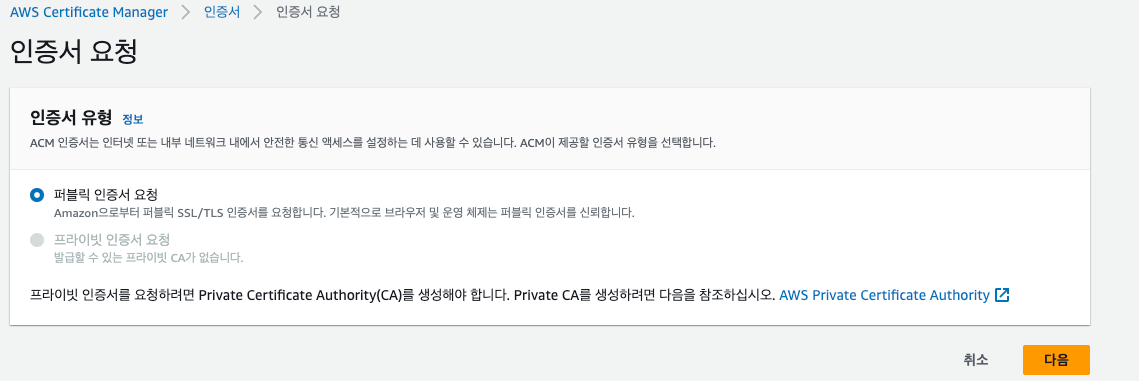 AWS Certificate Manager > 인증서 > 인증서 요청
인증서 요청
인증서 유형 정보
ACM 인증서는 인터넷 또는 내부 네트워크 내에서 안전한 통신 액세스를 설정하는 데 사용할 수 있습니다. ACM이 제공할 인증서 유형을 선택합니다.
퍼블릭 인증서 요청
Amazon으로부터 퍼블릭 SSL/TLS 인증서를 요청합니다. 기본적으로 브라우저 및 운영 체제는 퍼블릭 인증서를 신뢰합니다.
프라이빗 인증서 요청
발급할 수 있는 프라이빗 CA가 없습니다.
프라이빗 인증서를 요청하려면 Private Certificate Authority(CA)를 생성해야 합니다. Private CA를 생성하려면 다음을 참조하십시오. AWS Private Certificate Authority
취소 다음